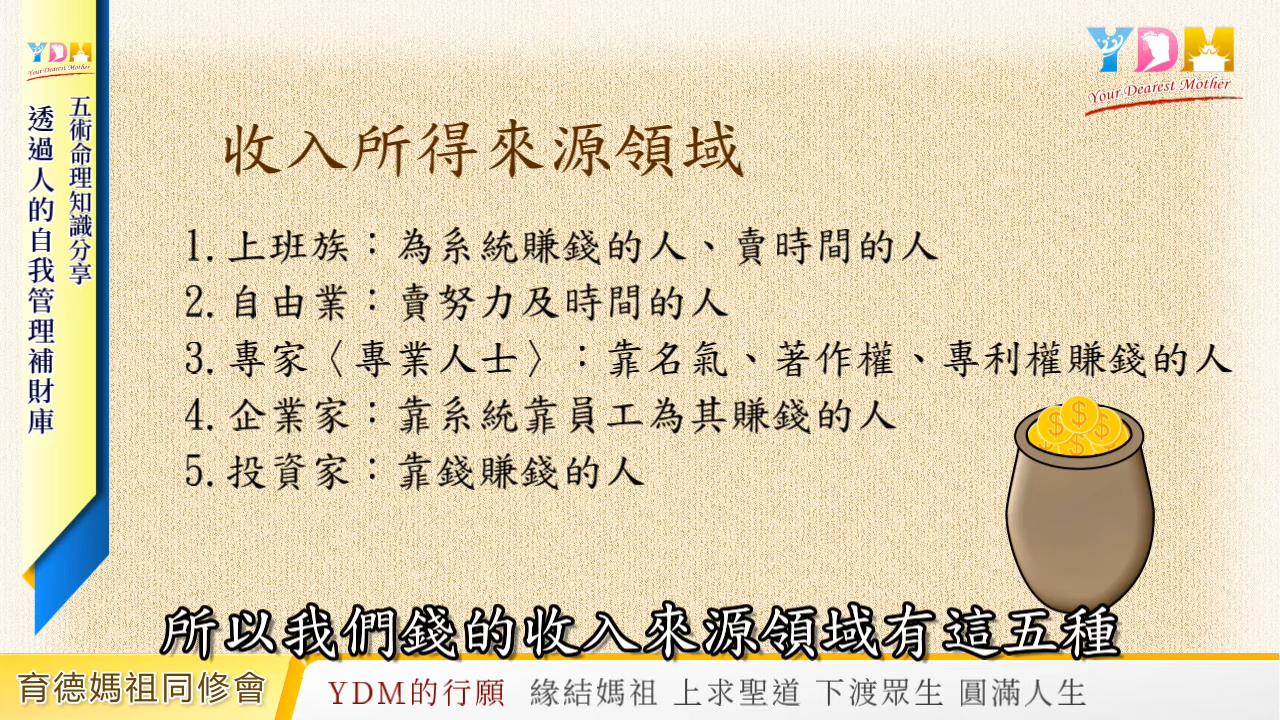 YDM
Your Dearest Mother
五術命理知識分享
透過人的自我管理補財庫
YDM
Your Dearest Mother
收入所得來源領域
1.上班族：為系統賺錢的人、賣時間的人
2.自由業：賣努力及時間的人
3.專家〈專業人士〉：靠名氣、著作權、專利權賺錢的人
4.企業家：靠系統靠員工為其賺錢的人
5.投資家：靠錢賺錢的人
$ $ $ $
所以我們錢的收入來源領域有這五種
育德媽祖同修會
YDM的行願 緣結媽祖 上求聖道 下渡眾生 圓滿人生